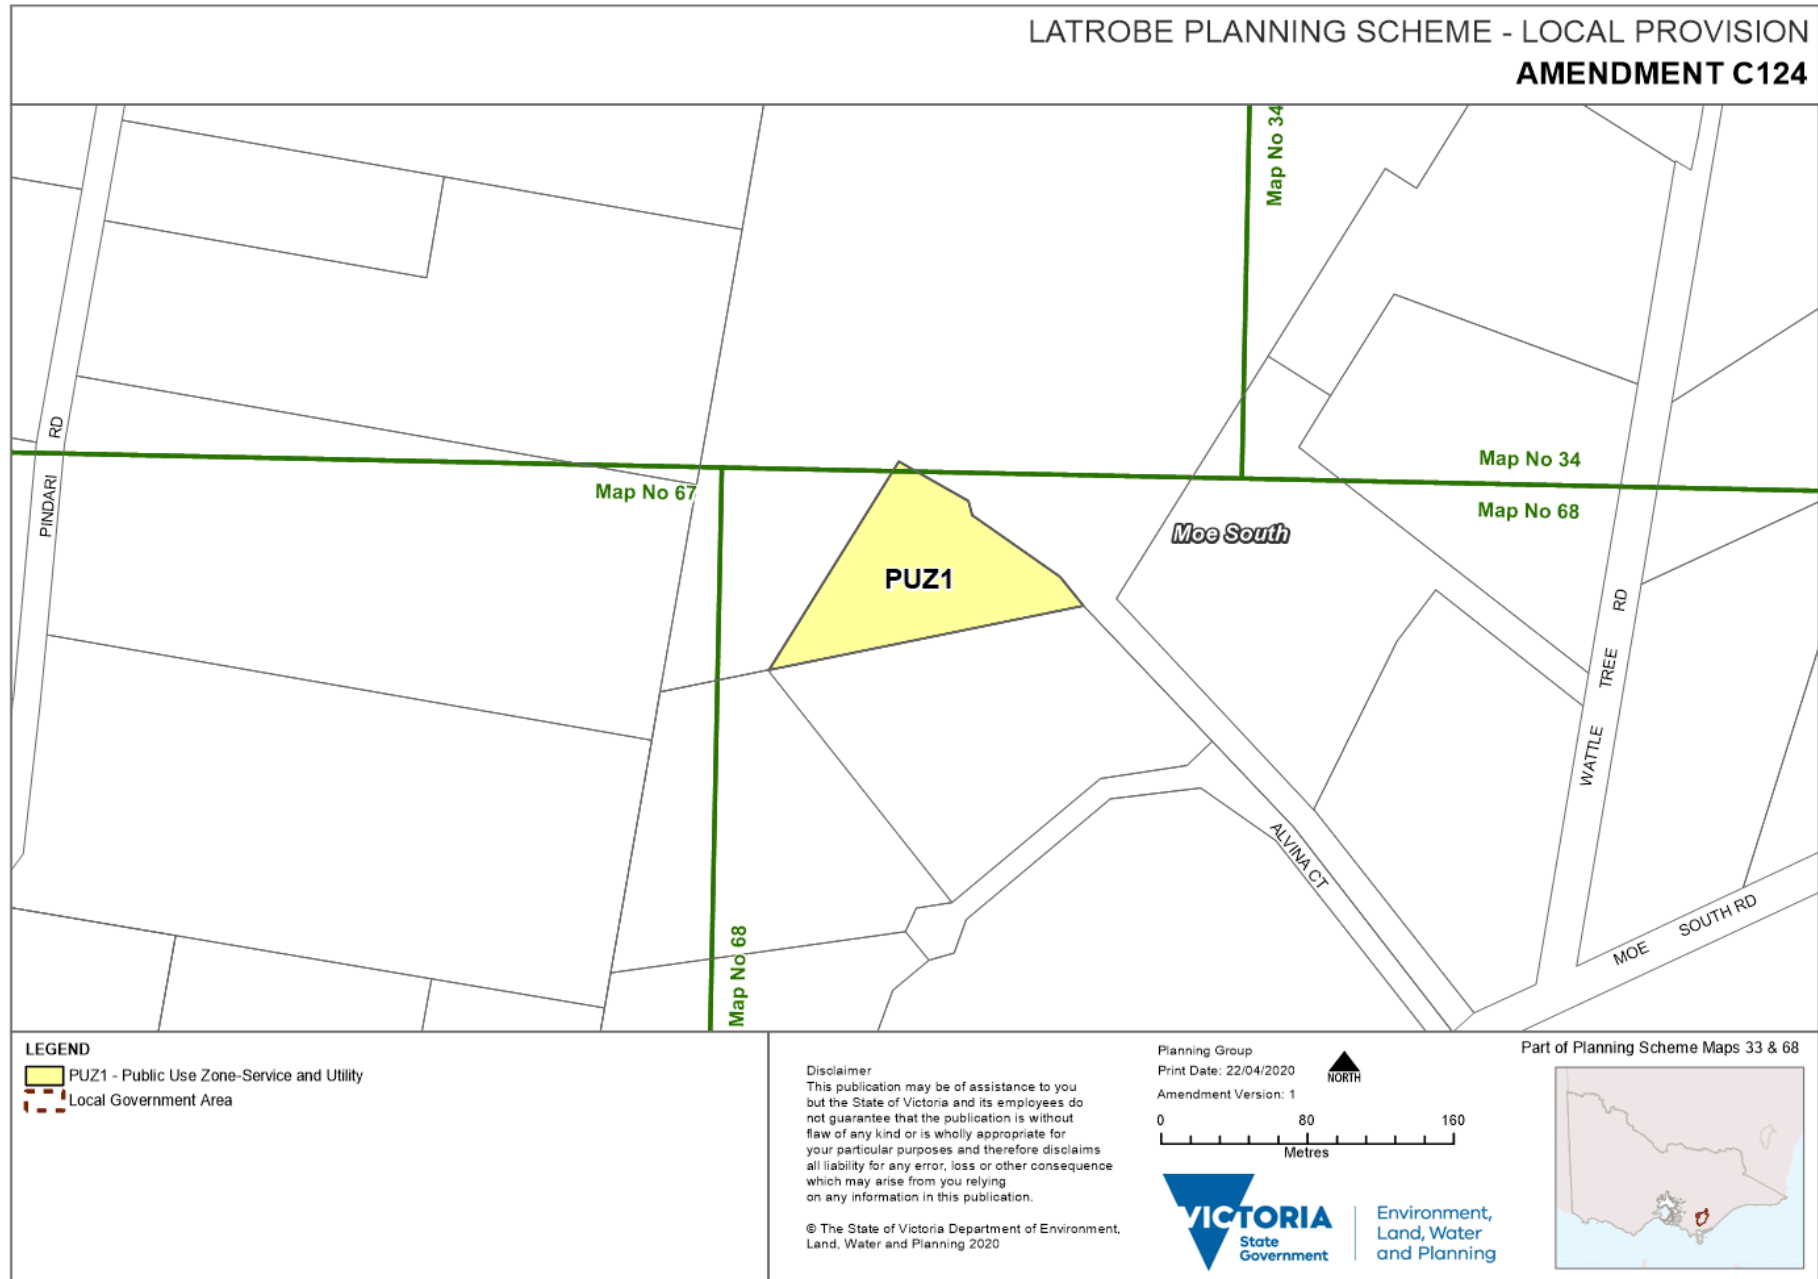 LATROBE PLANNING SCHEME - LOCAL PROVISION
AMENDMENT C124
Map No 34
RD
PINDARI
Map No 67
Map No 34
Map No 68
Moe South
PUZ1
RD
TREE
WATTLE
ALVINA CT
MOE SOUTH RD
Map No 68
LEGEND
PUZ1 - Public Use Zone-Service and Utility
Local Government Area
Disclaimer
This publication may be of assistance to you
but the State of Victoria and its employees do
not guarantee that the publication is without
flaw of any kind or is wholly appropriate for
your particular purposes and therefore disclaims
all liability for any error, loss or other consequence
which may arise from you relying
on any information in this publication.
© The State of Victoria Department of Environment,
Land, Water and Planning 2020
Planning Group
Print Date: 22/04/2020
Amendment Version: 1
NORTH
0 80 160
Metres
VICTORIA
State
Government
Environment,
Land, Water
and Planning
Part of Planning Scheme Maps 33 & 68